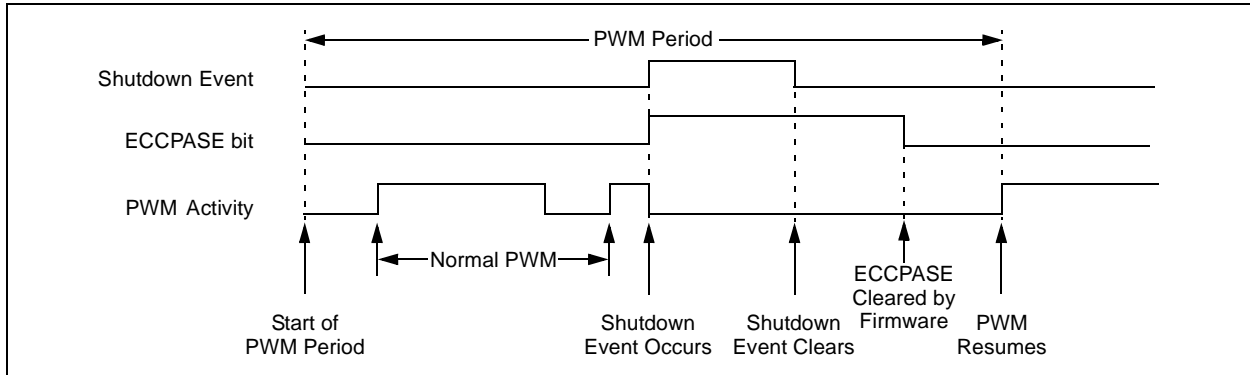 PWM Period
Shutdown Event
ECCPASE bit
PWM Activity
Normal PWM
Start of
PWM Period
Shutdown
Event Occurs
Shutdown
Event Clears
ECCPASE
Cleared by
Firmware
PWM
Resumes